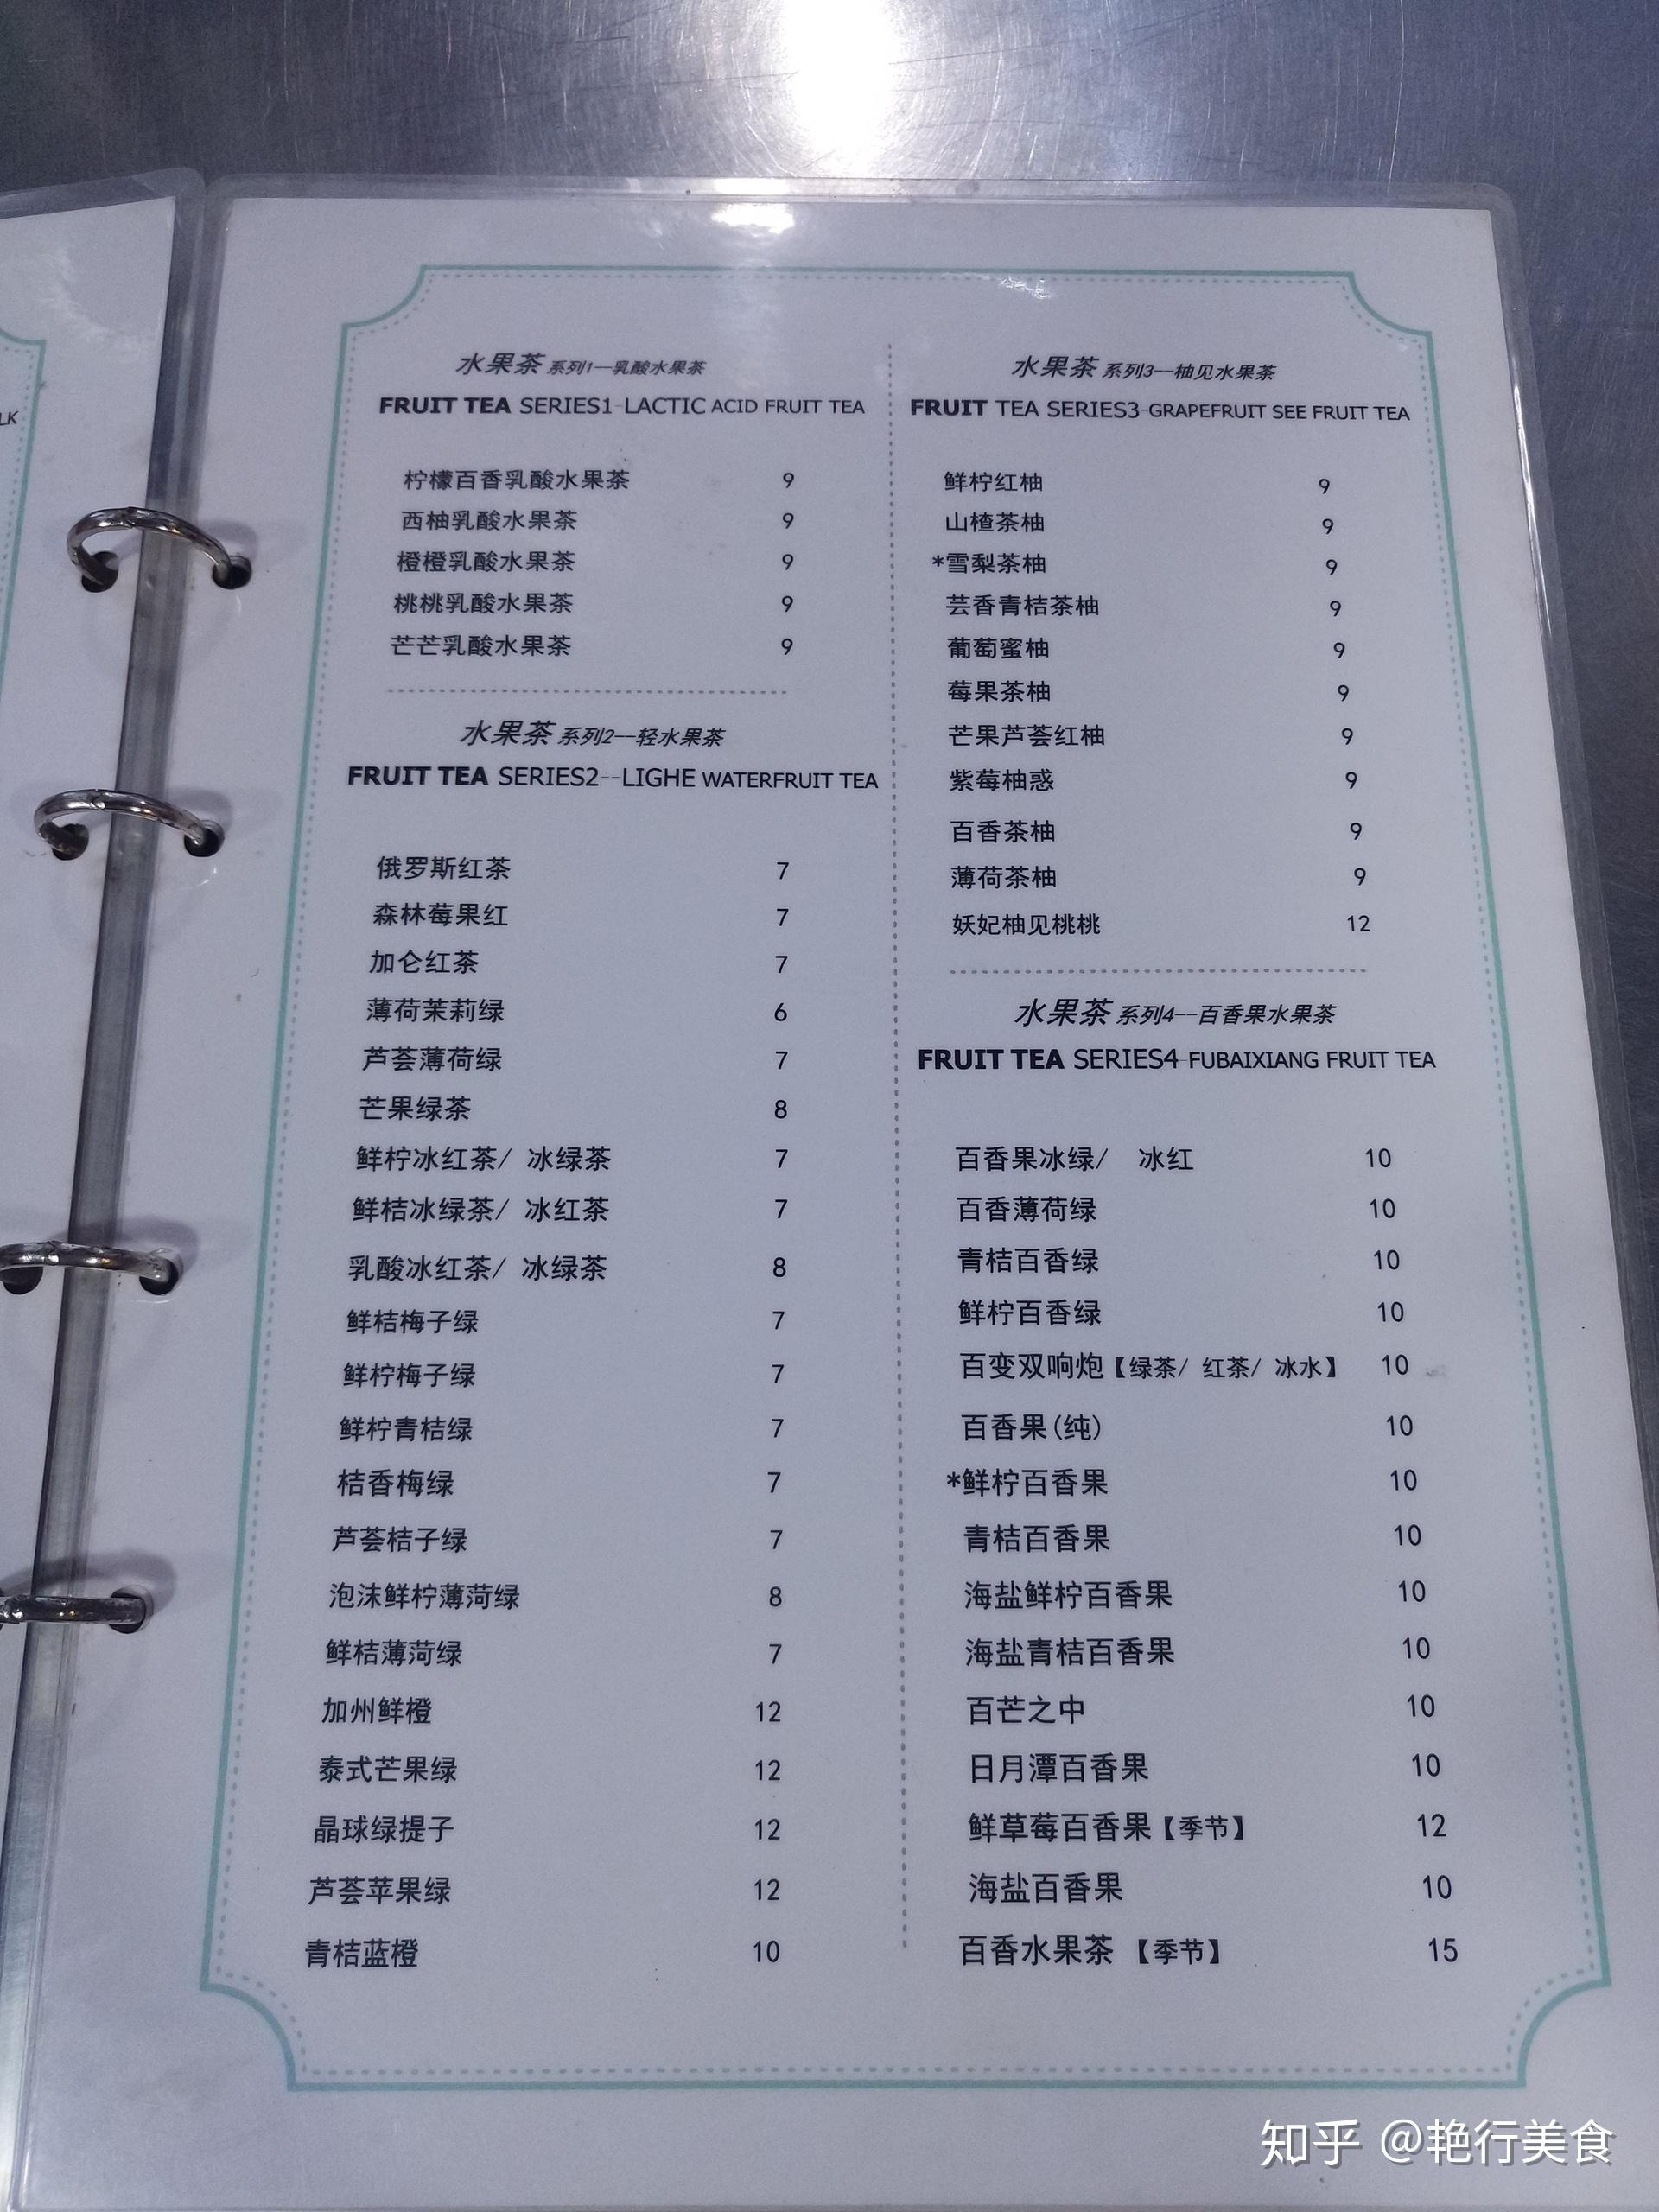 LK
水果茶 系列1—乳酸水果茶
FRUIT TEA SERIES1-LACTIC ACID FRUIT TEA
柠檬百香乳酸水果茶 9
西柚乳酸水果茶 9
橙橙乳酸水果茶 9
桃桃乳酸水果茶 9
芒芒乳酸水果茶 9
水果茶 系列2--轻水果茶
FRUIT TEA SERIES2--LIGHE WATERFRUIT TEA
俄罗斯红茶 7
森林莓果红 7
加仑红茶 7
薄荷茉莉绿 6
芦荟薄荷绿 7
芒果绿茶 8
鲜柠冰红茶/ 冰绿茶 7
鲜桔冰绿茶/ 冰红茶 7
乳酸冰红茶/ 冰绿茶 8
鲜桔梅子绿 7
鲜柠梅子绿 7
鲜柠青桔绿 7
桔香梅绿 7
芦荟桔子绿 7
泡沫鲜柠薄菏绿 8
鲜桔薄菏绿 7
加州鲜橙 12
泰式芒果绿 12
晶球绿提子 12
芦荟苹果绿 12
青桔蓝橙 10
水果茶 系列3--柚见水果茶
FRUIT TEA SERIES3-GRAPEFRUIT SEE FRUIT TEA
鲜柠红柚 9
山楂茶柚 9
*雪梨茶柚 9
芸香青桔茶柚 9
葡萄蜜柚 9
莓果茶柚 9
芒果芦荟红柚 9
紫莓柚惑 9
百香茶柚 9
薄荷茶柚 9
妖妃柚见桃桃 12
水果茶 系列4--百香果水果茶
FRUIT TEA SERIES4-FUBAIXIANG FRUIT TEA
百香果冰绿/ 冰红 10
百香薄荷绿 10
青桔百香绿 10
鲜柠百香绿 10
百变双响炮【绿茶/ 红茶/ 冰水】 10
百香果(纯) 10
*鲜柠百香果 10
青桔百香果 10
海盐鲜柠百香果 10
海盐青桔百香果 10
百芒之中 10
日月潭百香果 10
鲜草莓百香果【季节】 12
海盐百香果 10
百香水果茶 【季节】 15
知乎 @艳行美食